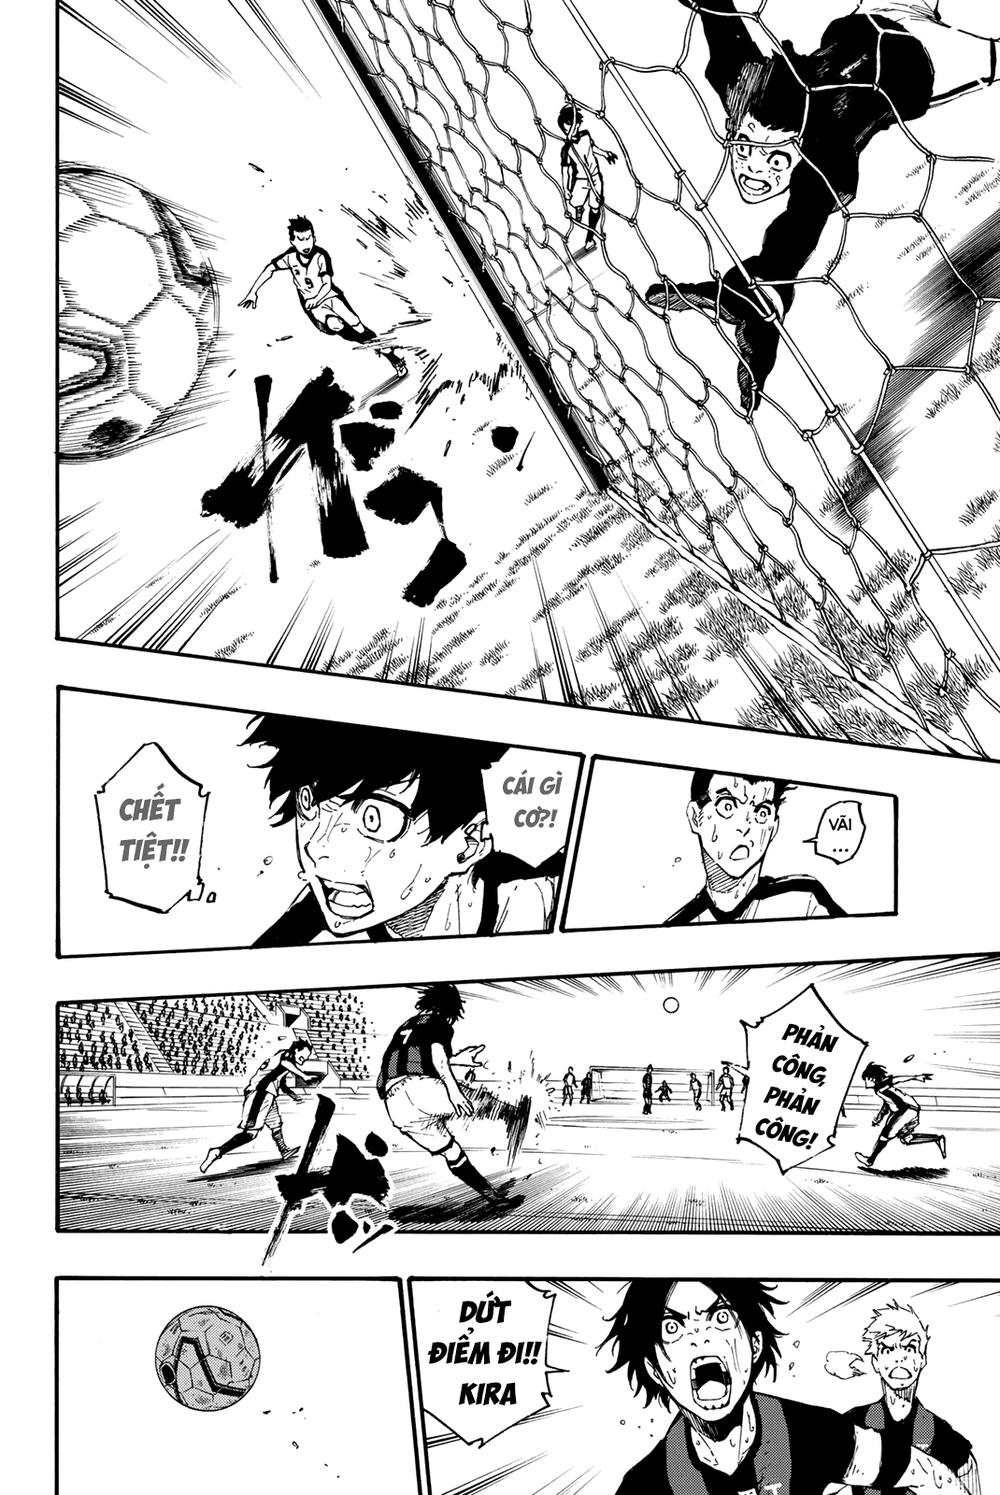 VÃI
...
CÁI GÌ
CƠ?!
CHẾT
TIỆT!!
PHẢN
CÔNG,
PHẢN
CÔNG!
DỨT
ĐIỂM ĐI!!
KIRA